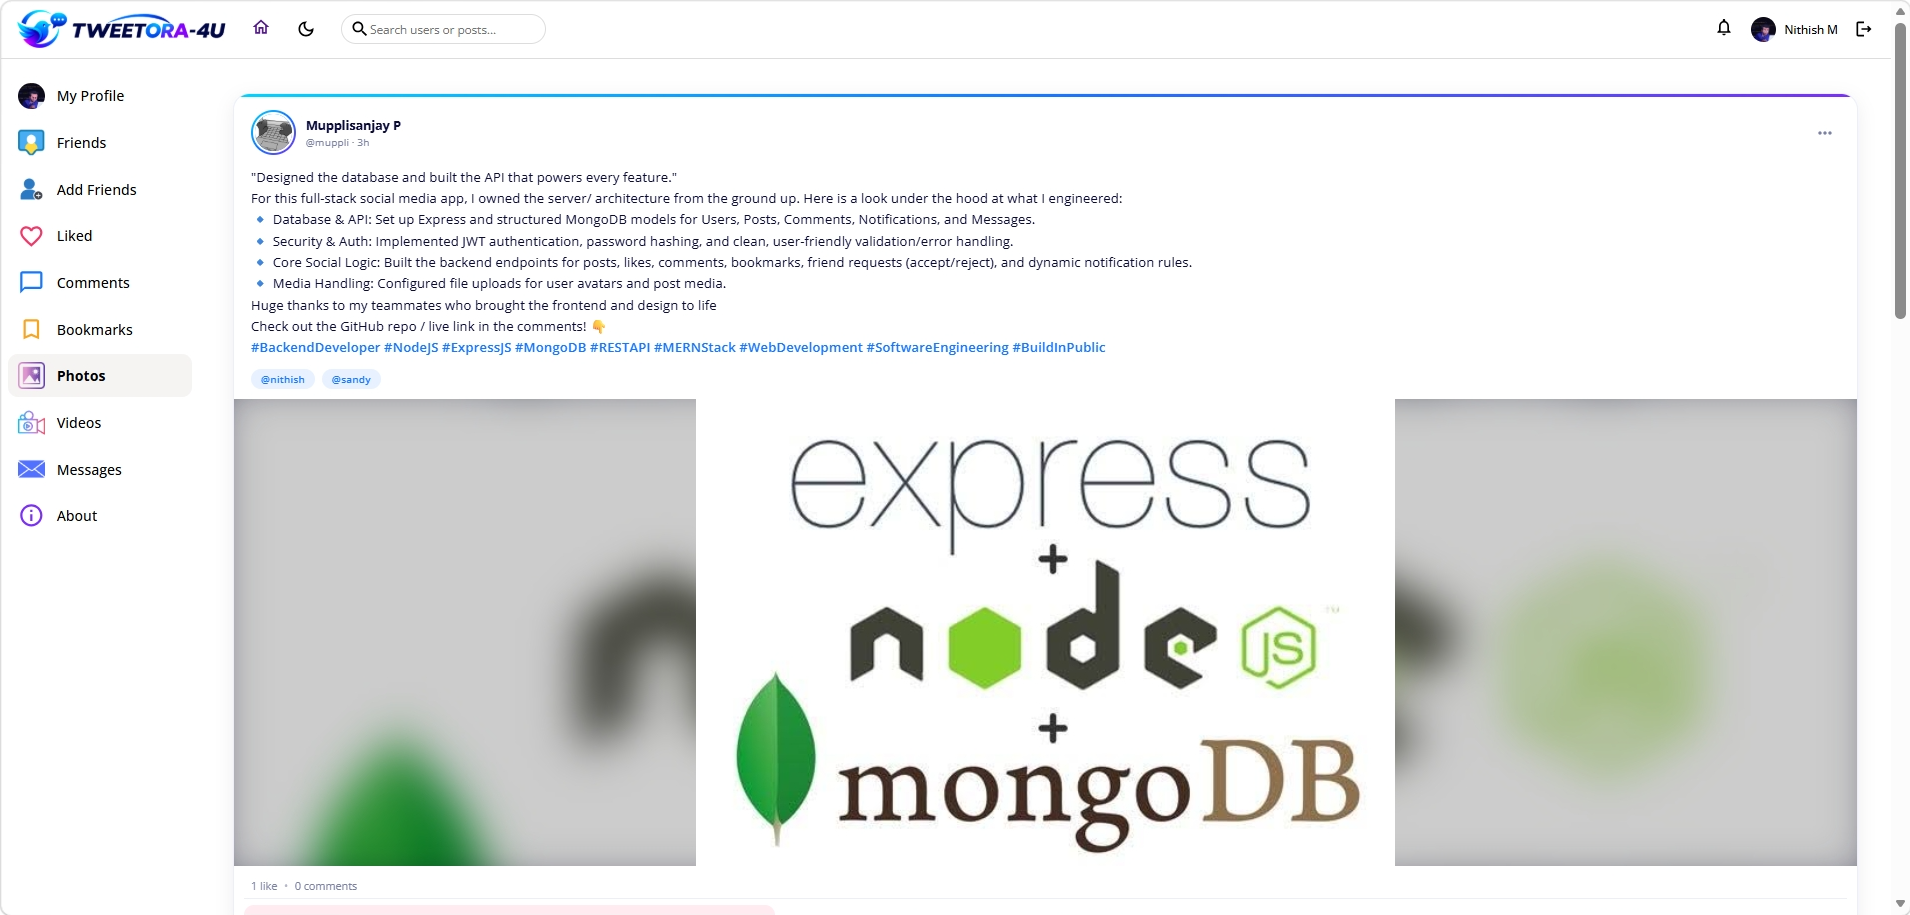 TWEETORA-4U
Search users or posts...
Nithish M
My Profile
Friends
Add Friends
Liked
Comments
Bookmarks
Photos
Videos
Messages
About
Mupplisanjay P
@muppli · 3h
"Designed the database and built the API that powers every feature."
For this full-stack social media app, I owned the server/ architecture from the ground up. Here is a look under the hood at what I engineered:
🔹 Database & API: Set up Express and structured MongoDB models for Users, Posts, Comments, Notifications, and Messages.
🔹 Security & Auth: Implemented JWT authentication, password hashing, and clean, user-friendly validation/error handling.
🔹 Core Social Logic: Built the backend endpoints for posts, likes, comments, bookmarks, friend requests (accept/reject), and dynamic notification rules.
🔹 Media Handling: Configured file uploads for user avatars and post media.
Huge thanks to my teammates who brought the frontend and design to life
Check out the GitHub repo / live link in the comments! 👇
#BackendDeveloper #NodeJS #ExpressJS #MongoDB #RESTAPI #MERNStack #WebDevelopment #SoftwareEngineering #BuildInPublic
@nithish @sandy
express
+
node JS
+
mongoDB
1 like • 0 comments